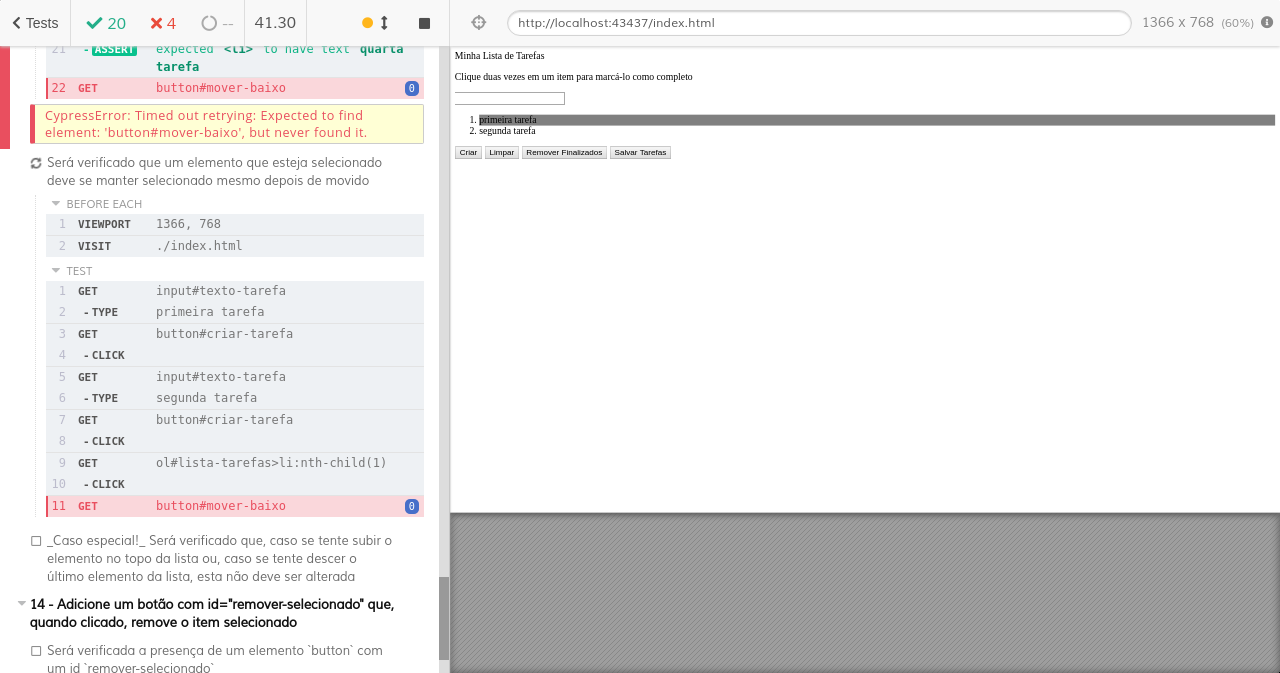 Tests
20
4
--
41.30
http://localhost:43437/index.html
1366 x 768 (60%)
21 - ASSERT expected <li> to have text quarta
tarefa
22 GET button#mover-baixo 0
CypressError: Timed out retrying: Expected to find
element: 'button#mover-baixo', but never found it.
Será verificado que um elemento que esteja selecionado
deve se manter selecionado mesmo depois de movido
BEFORE EACH
1 VIEWPORT 1366, 768
2 VISIT ./index.html
TEST
1 GET input#texto-tarefa
2 - TYPE primeira tarefa
3 GET button#criar-tarefa
4 - CLICK
5 GET input#texto-tarefa
6 - TYPE segunda tarefa
7 GET button#criar-tarefa
8 - CLICK
9 GET ol#lista-tarefas>li:nth-child(1)
10 - CLICK
11 GET button#mover-baixo 0
_Caso especial!_ Será verificado que, caso se tente subir o
elemento no topo da lista ou, caso se tente descer o
último elemento da lista, esta não deve ser alterada
14 - Adicione um botão com id="remover-selecionado" que,
quando clicado, remove o item selecionado
Será verificada a presença de um elemento `button` com
um id `remover-selecionado`
Minha Lista de Tarefas
Clique duas vezes em um item para marcá-lo como completo
1. primeira tarefa
2. segunda tarefa
Criar Limpar Remover Finalizados Salvar Tarefas